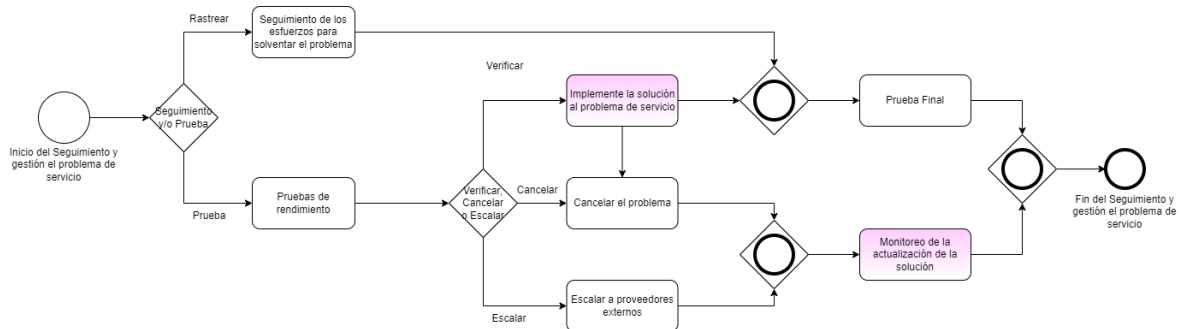 Rastrear
Seguimiento de los
esfuerzos para
solventar el problema
Verificar
Seguimiento
y/o Prueba
Implemente la solución
al problema de servicio
Prueba Final
Inicio del Seguimiento y
gestión el problema de
servicio
Prueba
Pruebas de
rendimiento
Verificar,
Cancelar
o Escalar
Cancelar
Cancelar el problema
Fin del Seguimiento y
gestión el problema de
servicio
Monitoreo de la
actualización de la
solución
Escalar
Escalar a proveedores
externos